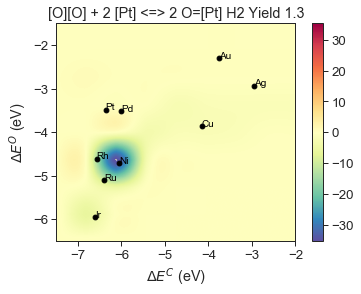 [O][O] + 2 [Pt] <=> 2 O=[Pt] H2 Yield 1.3
−2
−3
−4
−5
−6
ΔE^O (eV)
Au
Ag
Pt
Pd
Cu
Rh
Ni
Ru
Ir
−7
−6
−5
−4
−3
−2
ΔE^C (eV)
30
20
10
0
−10
−20
−30